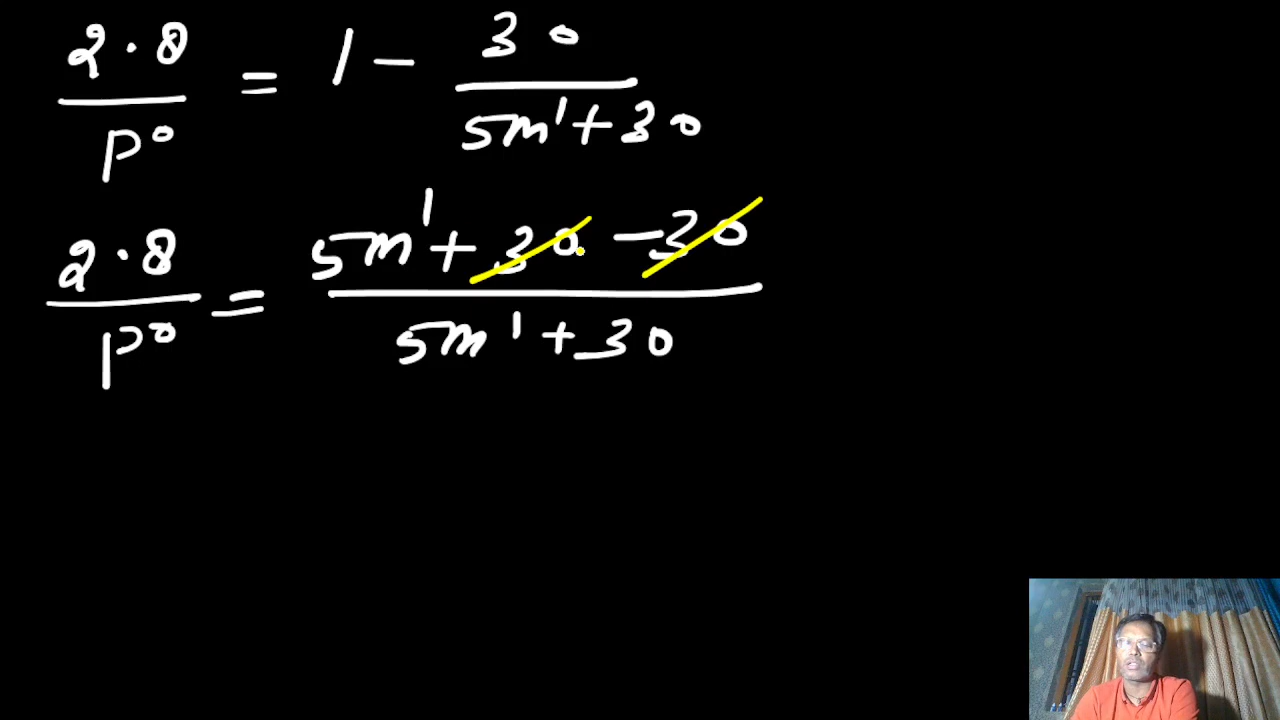 2.8/P° = 1 - 30/(5m' + 30)
2.8/P° = (5m' + 30 - 30)/(5m' + 30)